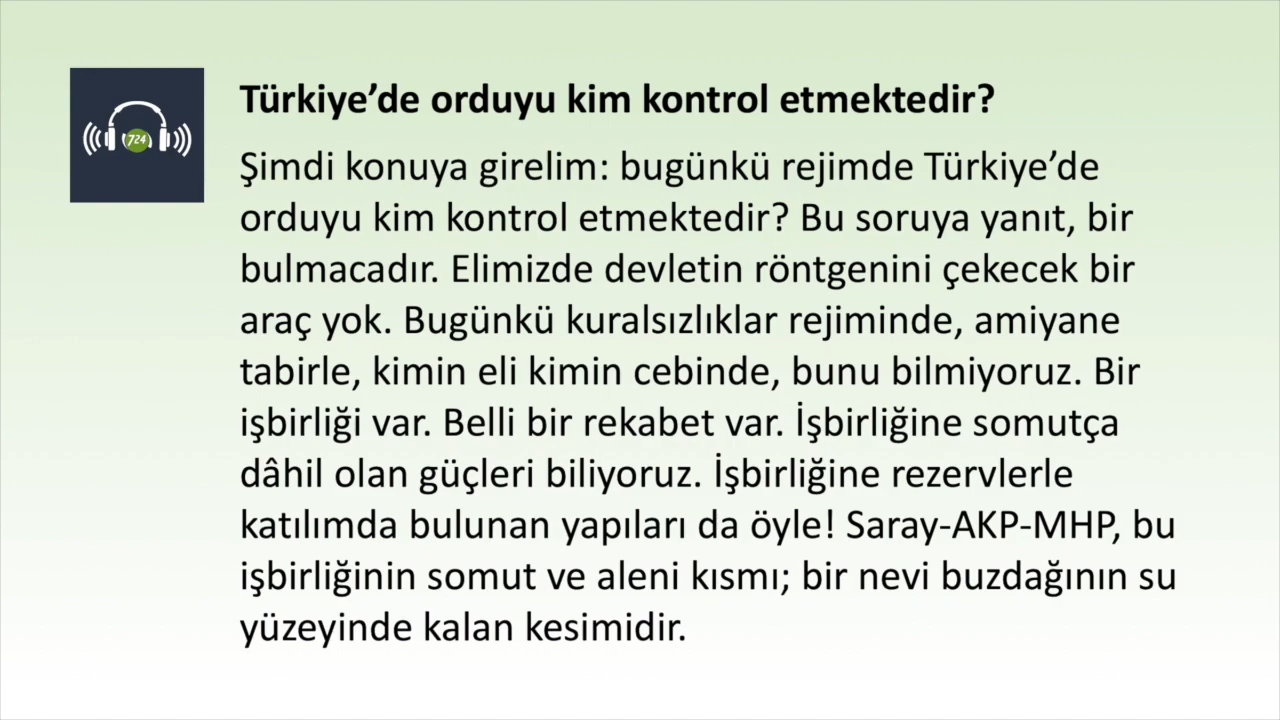 724
Türkiye’de orduyu kim kontrol etmektedir?
Şimdi konuya girelim: bugünkü rejimde Türkiye’de
orduyu kim kontrol etmektedir? Bu soruya yanıt, bir
bulmacadır. Elimizde devletin röntgenini çekecek bir
araç yok. Bugünkü kuralsızlıklar rejiminde, amiyane
tabirle, kimin eli kimin cebinde, bunu bilmiyoruz. Bir
işbirliği var. Belli bir rekabet var. İşbirliğine somutça
dâhil olan güçleri biliyoruz. İşbirliğine rezervlerle
katılımda bulunan yapıları da öyle! Saray-AKP-MHP, bu
işbirliğinin somut ve aleni kısmı; bir nevi buzdağının su
yüzeyinde kalan kesimidir.